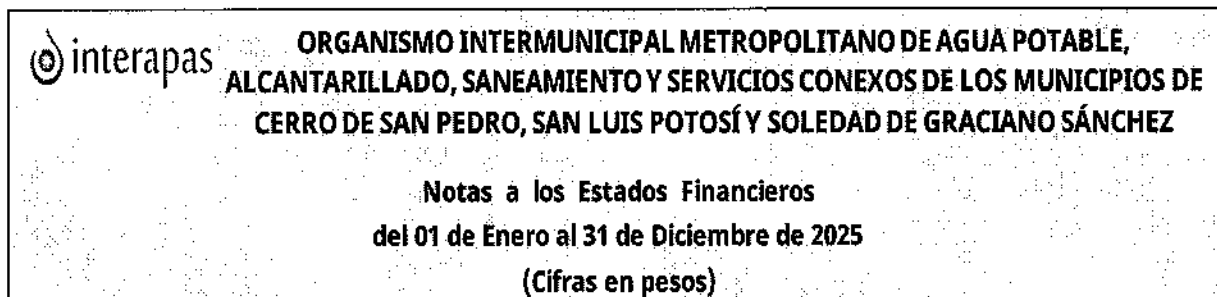 interapas
ORGANISMO INTERMUNICIPAL METROPOLITANO DE AGUA POTABLE,
ALCANTARILLADO, SANEAMIENTO Y SERVICIOS CONEXOS DE LOS MUNICIPIOS DE
CERRO DE SAN PEDRO, SAN LUIS POTOSÍ Y SOLEDAD DE GRACIANO SÁNCHEZ
Notas a los Estados Financieros
del 01 de Enero al 31 de Diciembre de 2025
(Cifras en pesos)